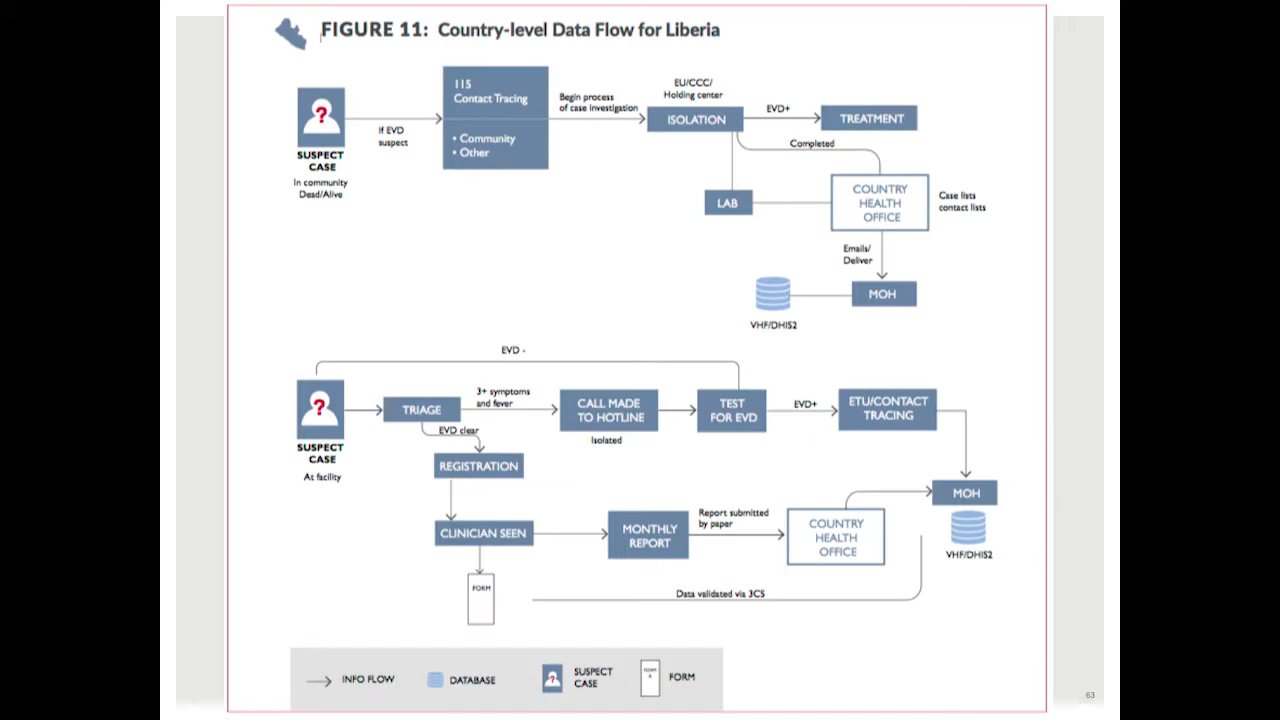 FIGURE 11: Country-level Data Flow for Liberia
?
SUSPECT
CASE
In community
Dead/Alive
If EVD
suspect
115
Contact Tracing
• Community
• Other
Begin process
of case investigation
EU/CCC/
Holding center
ISOLATION
EVD+
TREATMENT
Completed
LAB
COUNTRY
HEALTH
OFFICE
Case lists
contact lists
Emails/
Deliver
MOH
VHF/DHIS2
EVD -
?
SUSPECT
CASE
At facility
TRIAGE
3+ symptoms
and fever
CALL MADE
TO HOTLINE
Isolated
TEST
FOR EVD
EVD+
ETU/CONTACT
TRACING
EVD clear
REGISTRATION
MOH
VHF/DHIS2
CLINICIAN SEEN
MONTHLY
REPORT
Report submitted
by paper
COUNTRY
HEALTH
OFFICE
FORM
Data validated via 3CS
INFO FLOW
DATABASE
?
SUSPECT
CASE
FORM
A
FORM
63